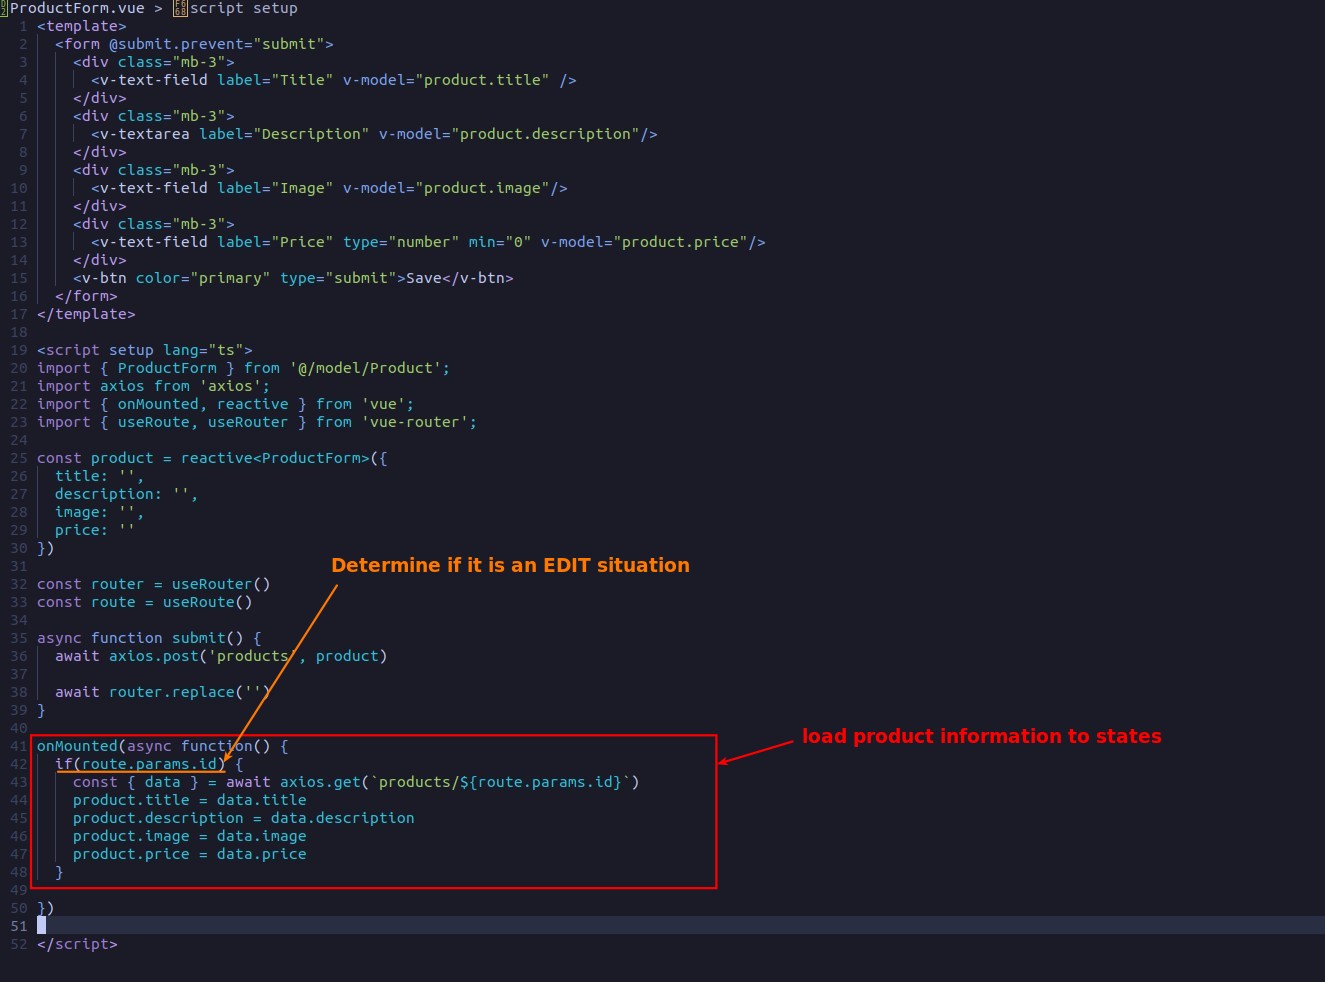 ProductForm.vue > script setup
1 <template>
2 <form @submit.prevent="submit">
3 <div class="mb-3">
4 <v-text-field label="Title" v-model="product.title" />
5 </div>
6 <div class="mb-3">
7 <v-textarea label="Description" v-model="product.description"/>
8 </div>
9 <div class="mb-3">
10 <v-text-field label="Image" v-model="product.image"/>
11 </div>
12 <div class="mb-3">
13 <v-text-field label="Price" type="number" min="0" v-model="product.price"/>
14 </div>
15 <v-btn color="primary" type="submit">Save</v-btn>
16 </form>
17 </template>
18
19 <script setup lang="ts">
20 import { ProductForm } from '@/model/Product';
21 import axios from 'axios';
22 import { onMounted, reactive } from 'vue';
23 import { useRoute, useRouter } from 'vue-router';
24
25 const product = reactive<ProductForm>({
26 title: '',
27 description: '',
28 image: '',
29 price: ''
30 })
31
Determine if it is an EDIT situation
32 const router = useRouter()
33 const route = useRoute()
34
35 async function submit() {
36 await axios.post('products', product)
37
38 await router.replace('')
39 }
40
load product information to states
41 onMounted(async function() {
42 if(route.params.id) {
43 const { data } = await axios.get(`products/${route.params.id}`)
44 product.title = data.title
45 product.description = data.description
46 product.image = data.image
47 product.price = data.price
48 }
49
50 })
51
52 </script>